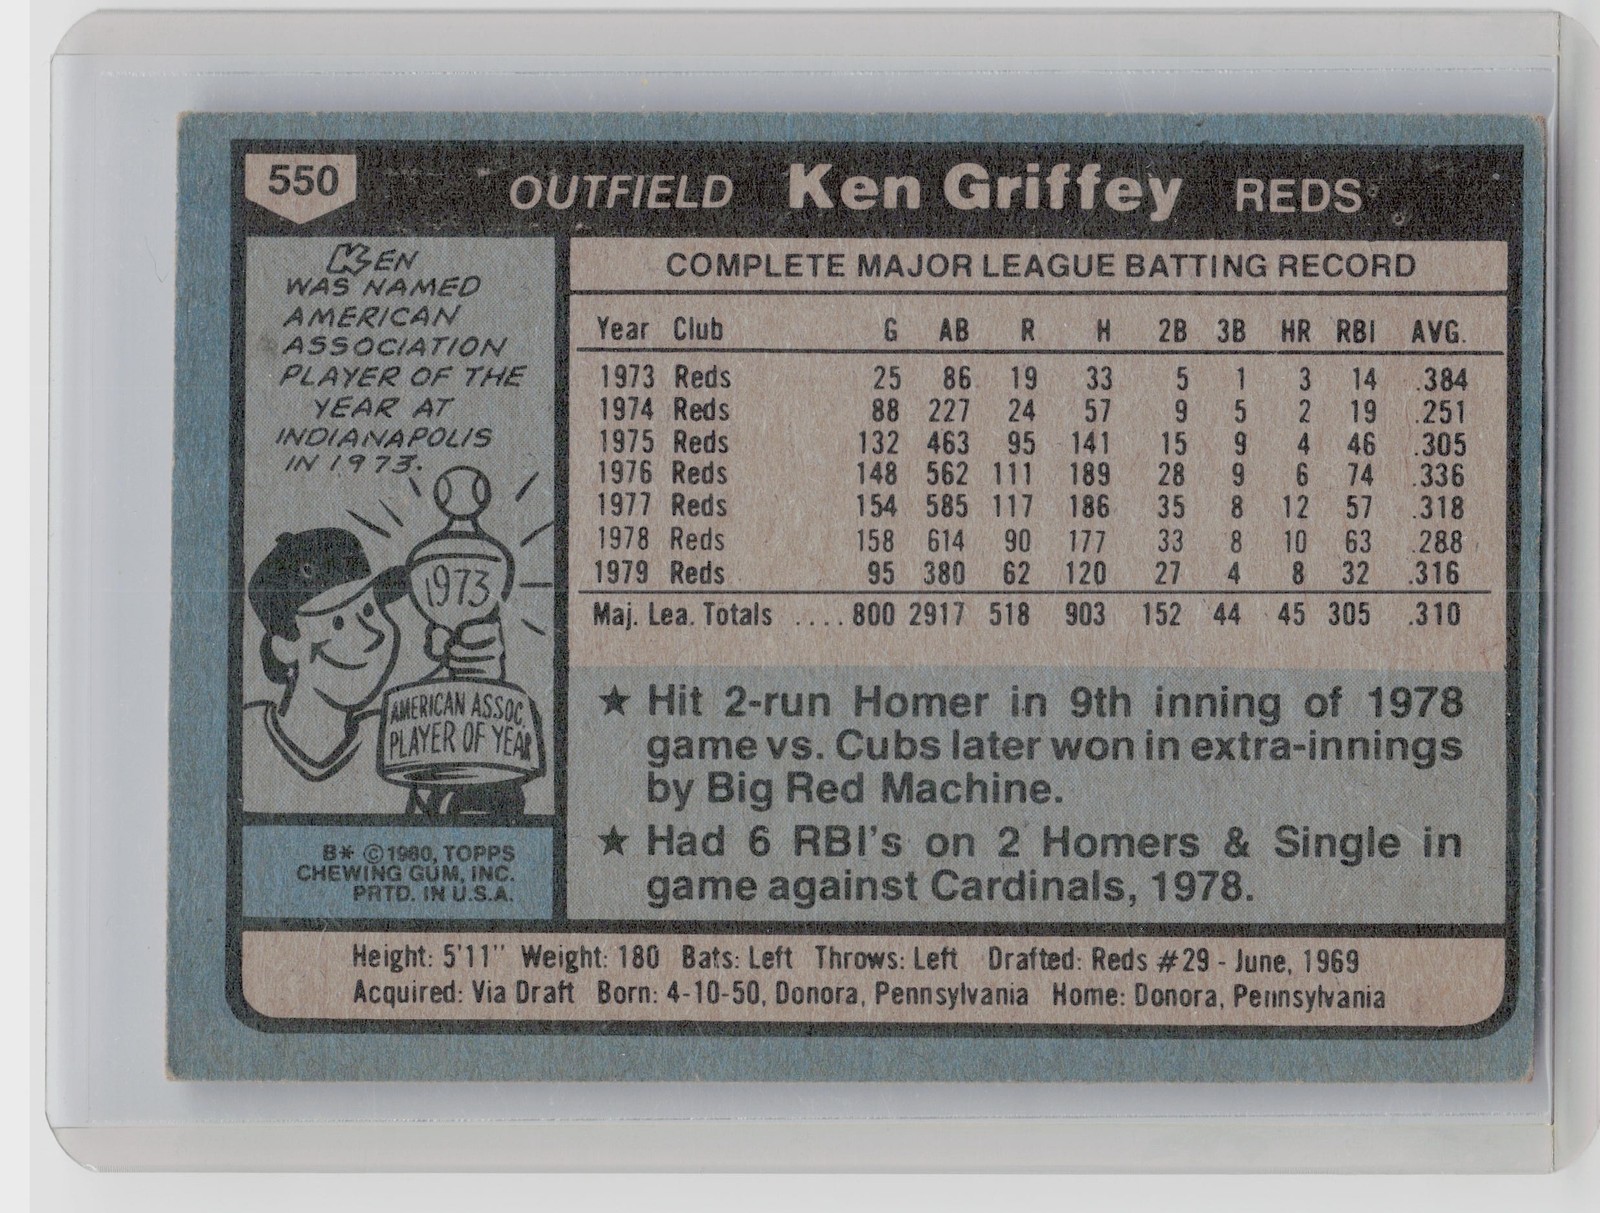 550 OUTFIELD Ken Griffey REDS
KEN
WAS NAMED
AMERICAN
ASSOCIATION
PLAYER OF THE
YEAR AT
INDIANAPOLIS
IN 1973.
1973
AMERICAN ASSOC.
PLAYER OF YEAR
B* ©1980, TOPPS
CHEWING GUM, INC.
PRTD. IN U.S.A.
COMPLETE MAJOR LEAGUE BATTING RECORD
Year Club G AB R H 2B 3B HR RBI AVG.
1973 Reds 25 86 19 33 5 1 3 14 .384
1974 Reds 88 227 24 57 9 5 2 19 .251
1975 Reds 132 463 95 141 15 9 4 46 .305
1976 Reds 148 562 111 189 28 9 6 74 .336
1977 Reds 154 585 117 186 35 8 12 57 .318
1978 Reds 158 614 90 177 33 8 10 63 .288
1979 Reds 95 380 62 120 27 4 8 32 .316
Maj. Lea. Totals .... 800 2917 518 903 152 44 45 305 .310
★ Hit 2-run Homer in 9th inning of 1978
game vs. Cubs later won in extra-innings
by Big Red Machine.
★ Had 6 RBI's on 2 Homers & Single in
game against Cardinals, 1978.
Height: 5'11" Weight: 180 Bats: Left Throws: Left Drafted: Reds #29 - June, 1969
Acquired: Via Draft Born: 4-10-50, Donora, Pennsylvania Home: Donora, Pennsylvania